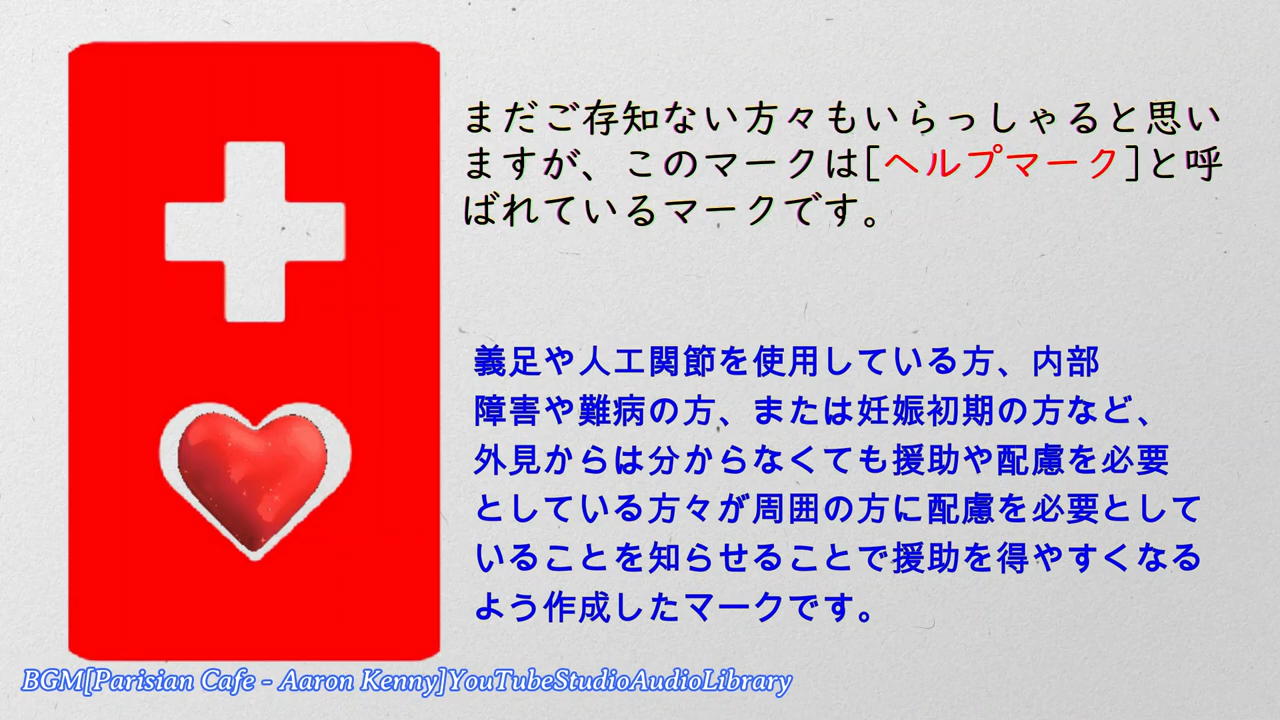 まだご存知ない方々もいらっしゃると思い
ますが、このマークは[ヘルプマーク]と呼
ばれているマークです。
義足や人工関節を使用している方、内部
障害や難病の方、または妊娠初期の方など、
外見からは分からなくても援助や配慮を必要
としている方々が周囲の方に配慮を必要として
いることを知らせることで援助を得やすくなる
よう作成したマークです。
BGM[Parisian Cafe - Aaron Kenny]YouTubeStudioAudioLibrary